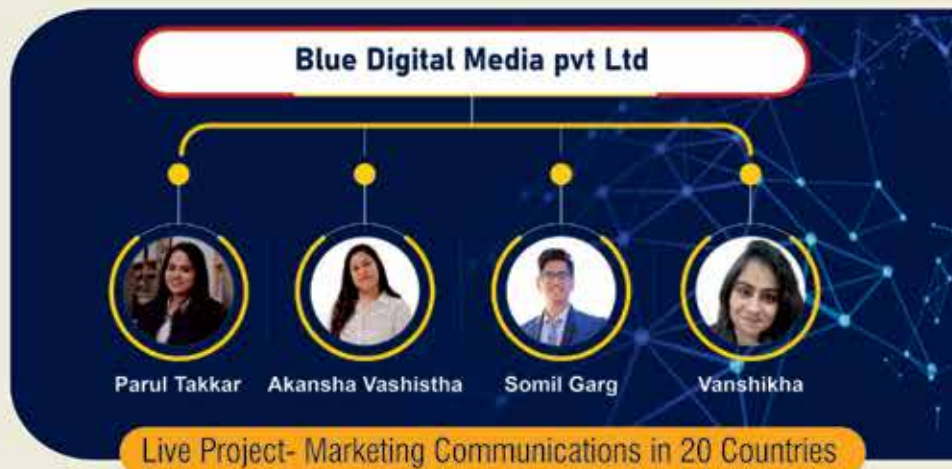 Blue Digital Media pvt Ltd
Parul Takkar Akansha Vashistha Somil Garg Vanshikha
Live Project- Marketing Communications in 20 Countries